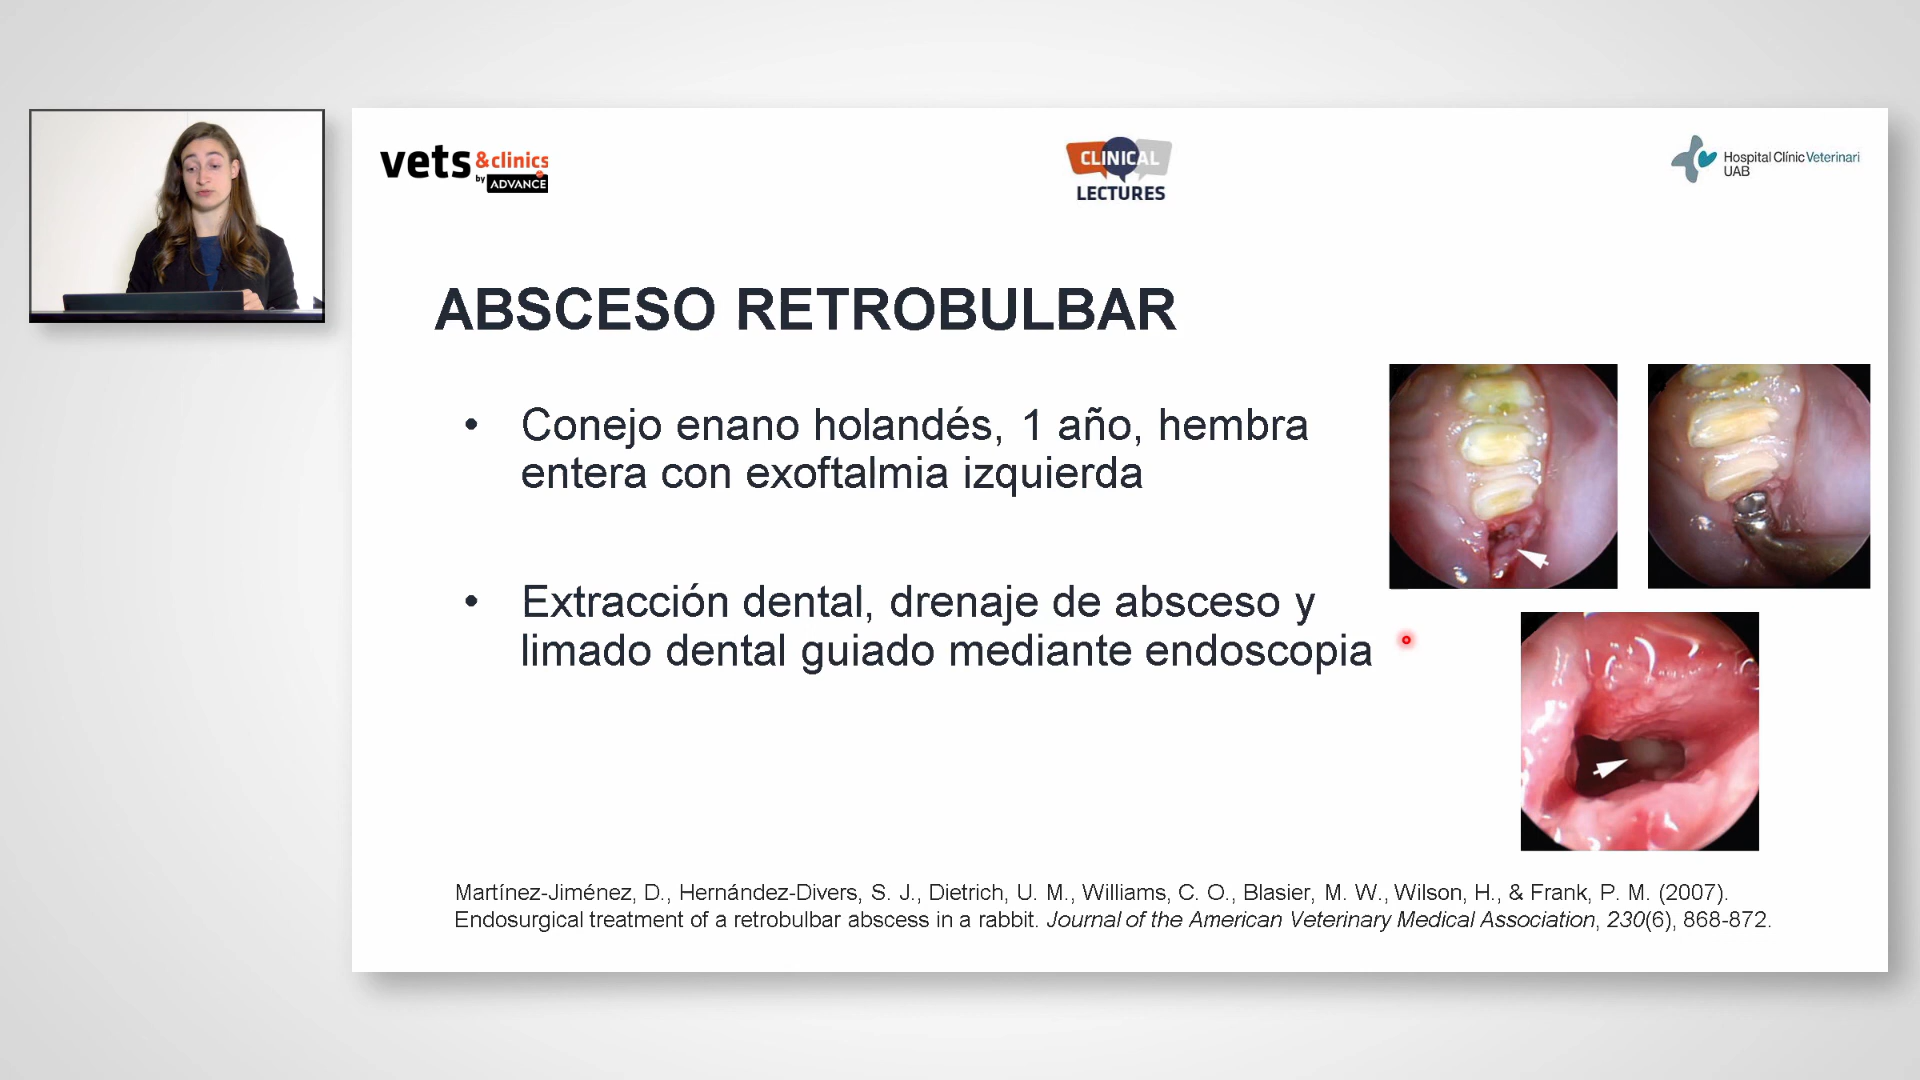 vets &clinics
by ADVANCE
CLINICAL
LECTURES
Hospital Clínic Veterinari
UAB
ABSCESO RETROBULBAR
• Conejo enano holandés, 1 año, hembra
entera con exoftalmia izquierda
• Extracción dental, drenaje de absceso y
limado dental guiado mediante endoscopia
Martínez-Jiménez, D., Hernández-Divers, S. J., Dietrich, U. M., Williams, C. O., Blasier, M. W., Wilson, H., & Frank, P. M. (2007).
Endosurgical treatment of a retrobulbar abscess in a rabbit. Journal of the American Veterinary Medical Association, 230(6), 868-872.